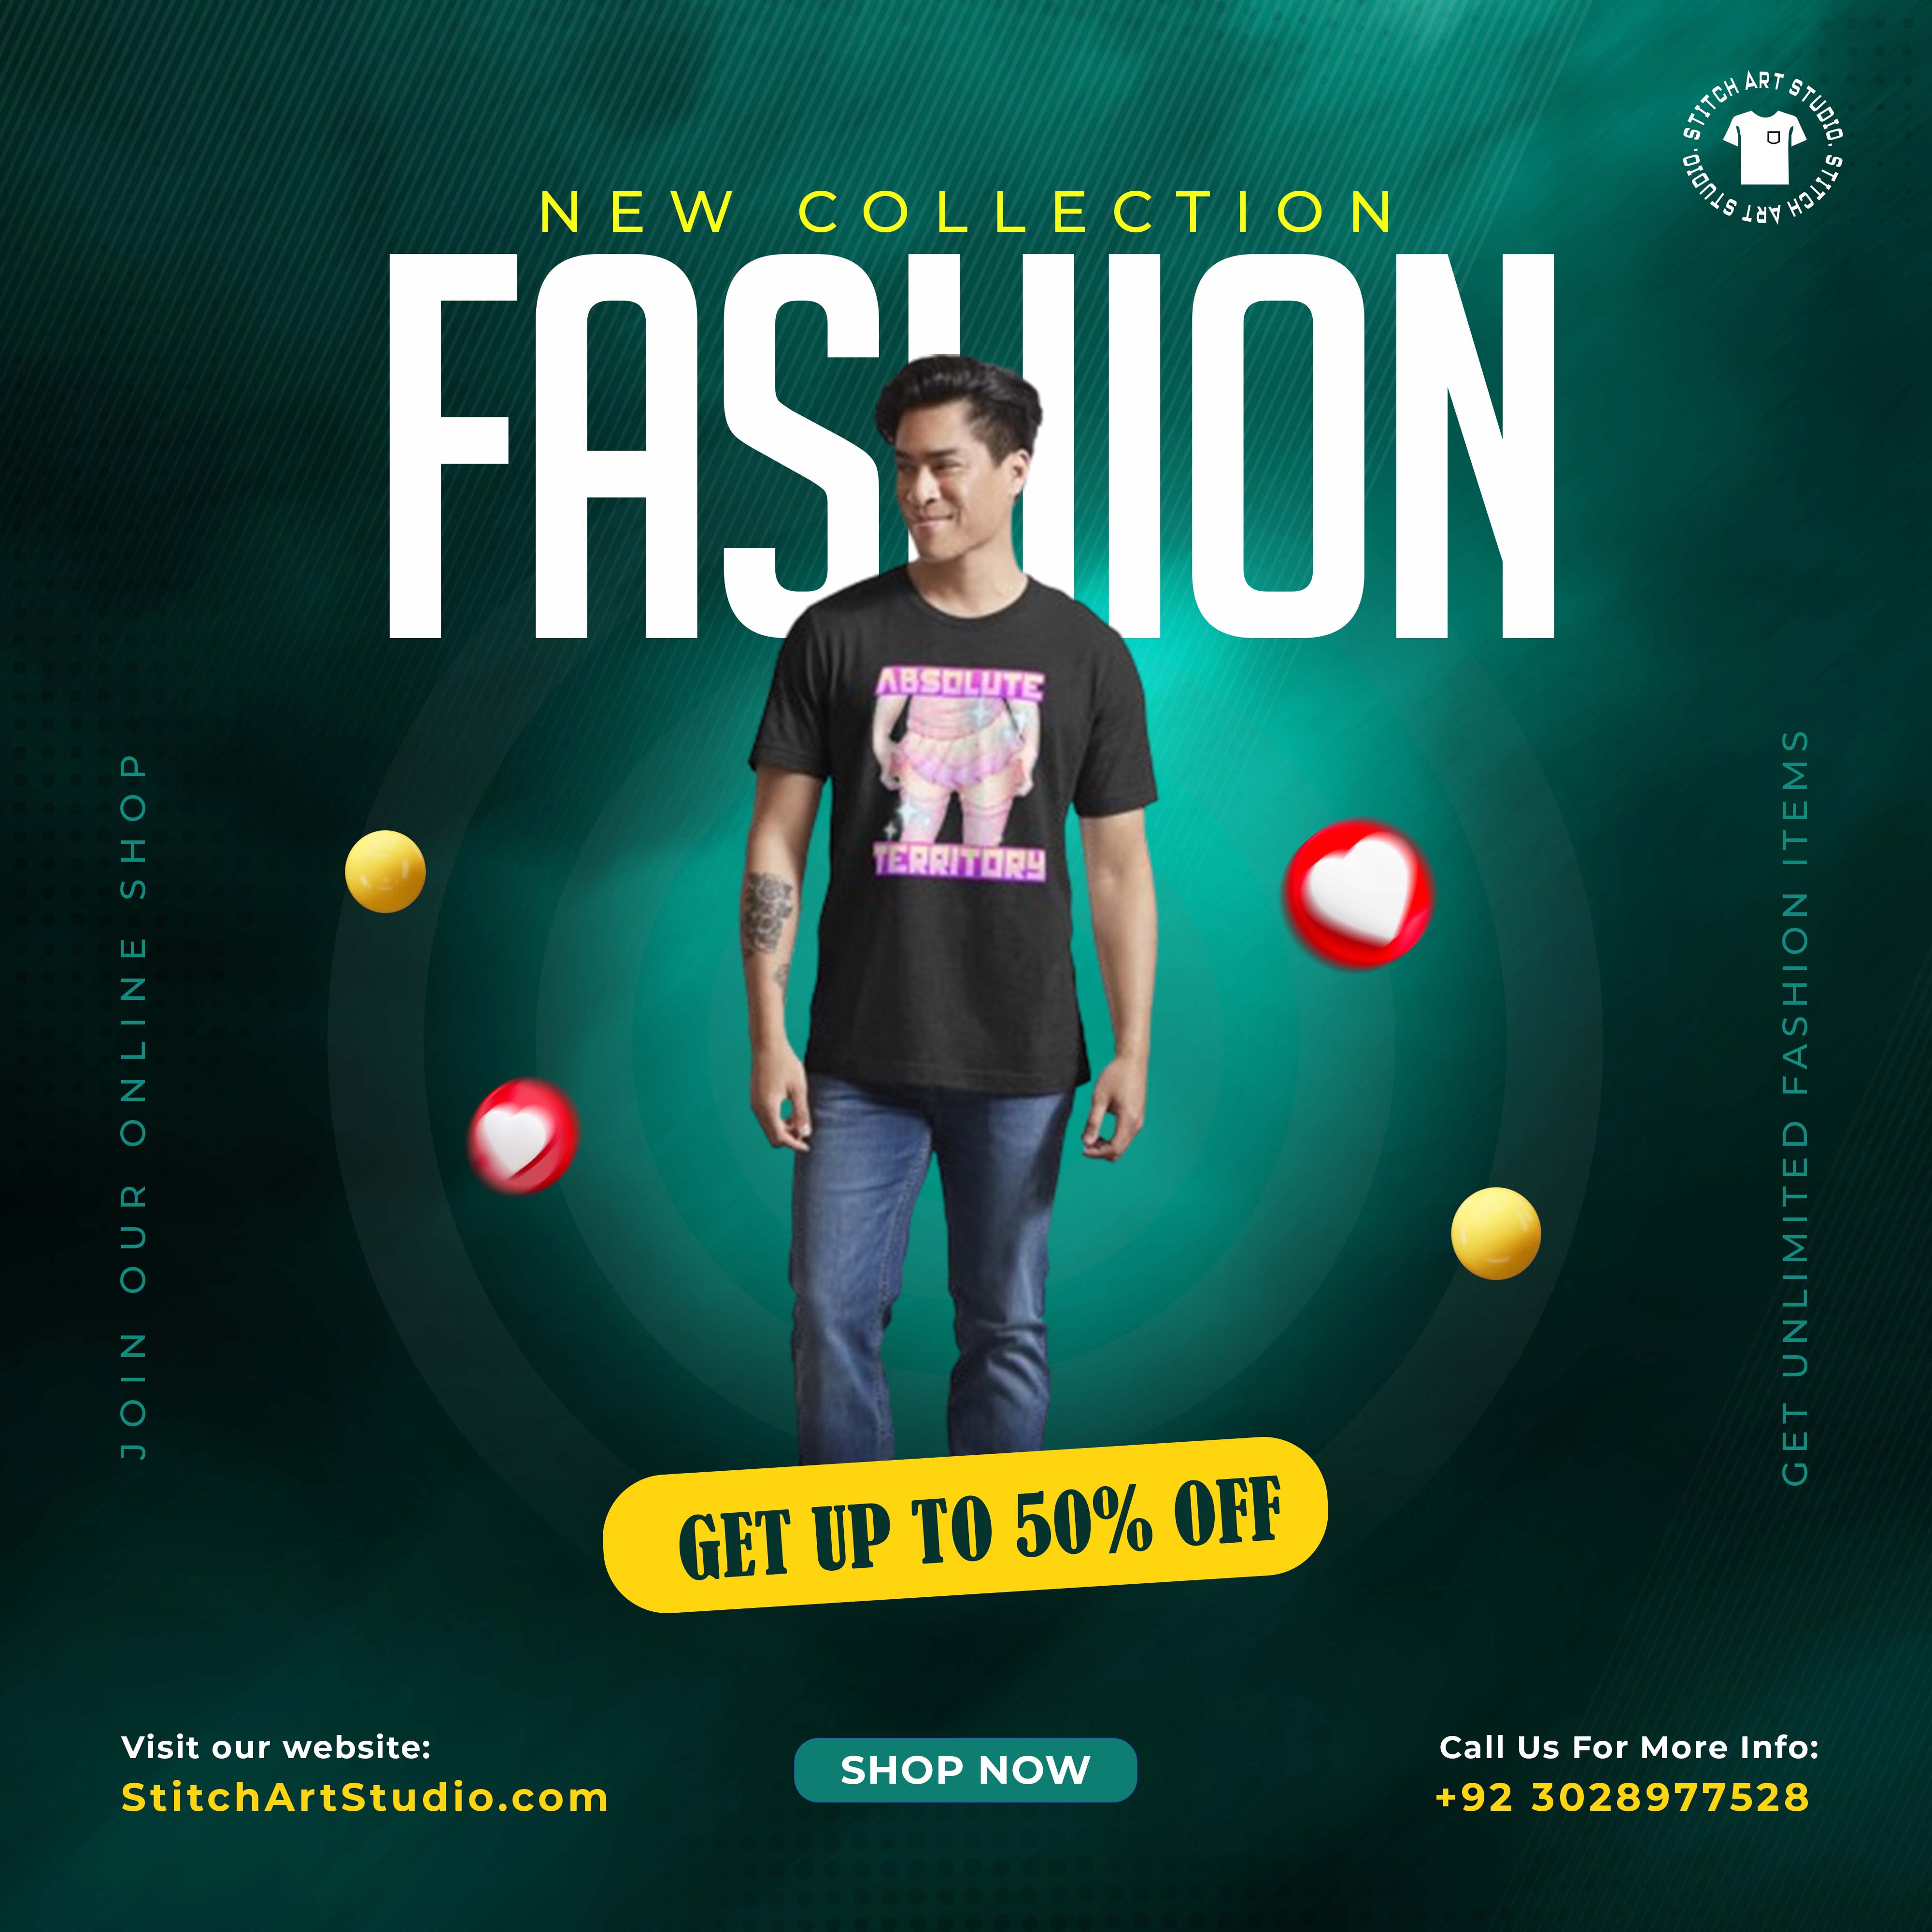 STITCH ART STUDIO. STITCH ART STUDIO.
NEW COLLECTION
FASHION
ABSOLUTE
TERRITORY
JOIN OUR ONLINE SHOP
GET UNLIMITED FASHION ITEMS
GET UP TO 50% OFF
Visit our website:
StitchArtStudio.com
SHOP NOW
Call Us For More Info:
+92 3028977528